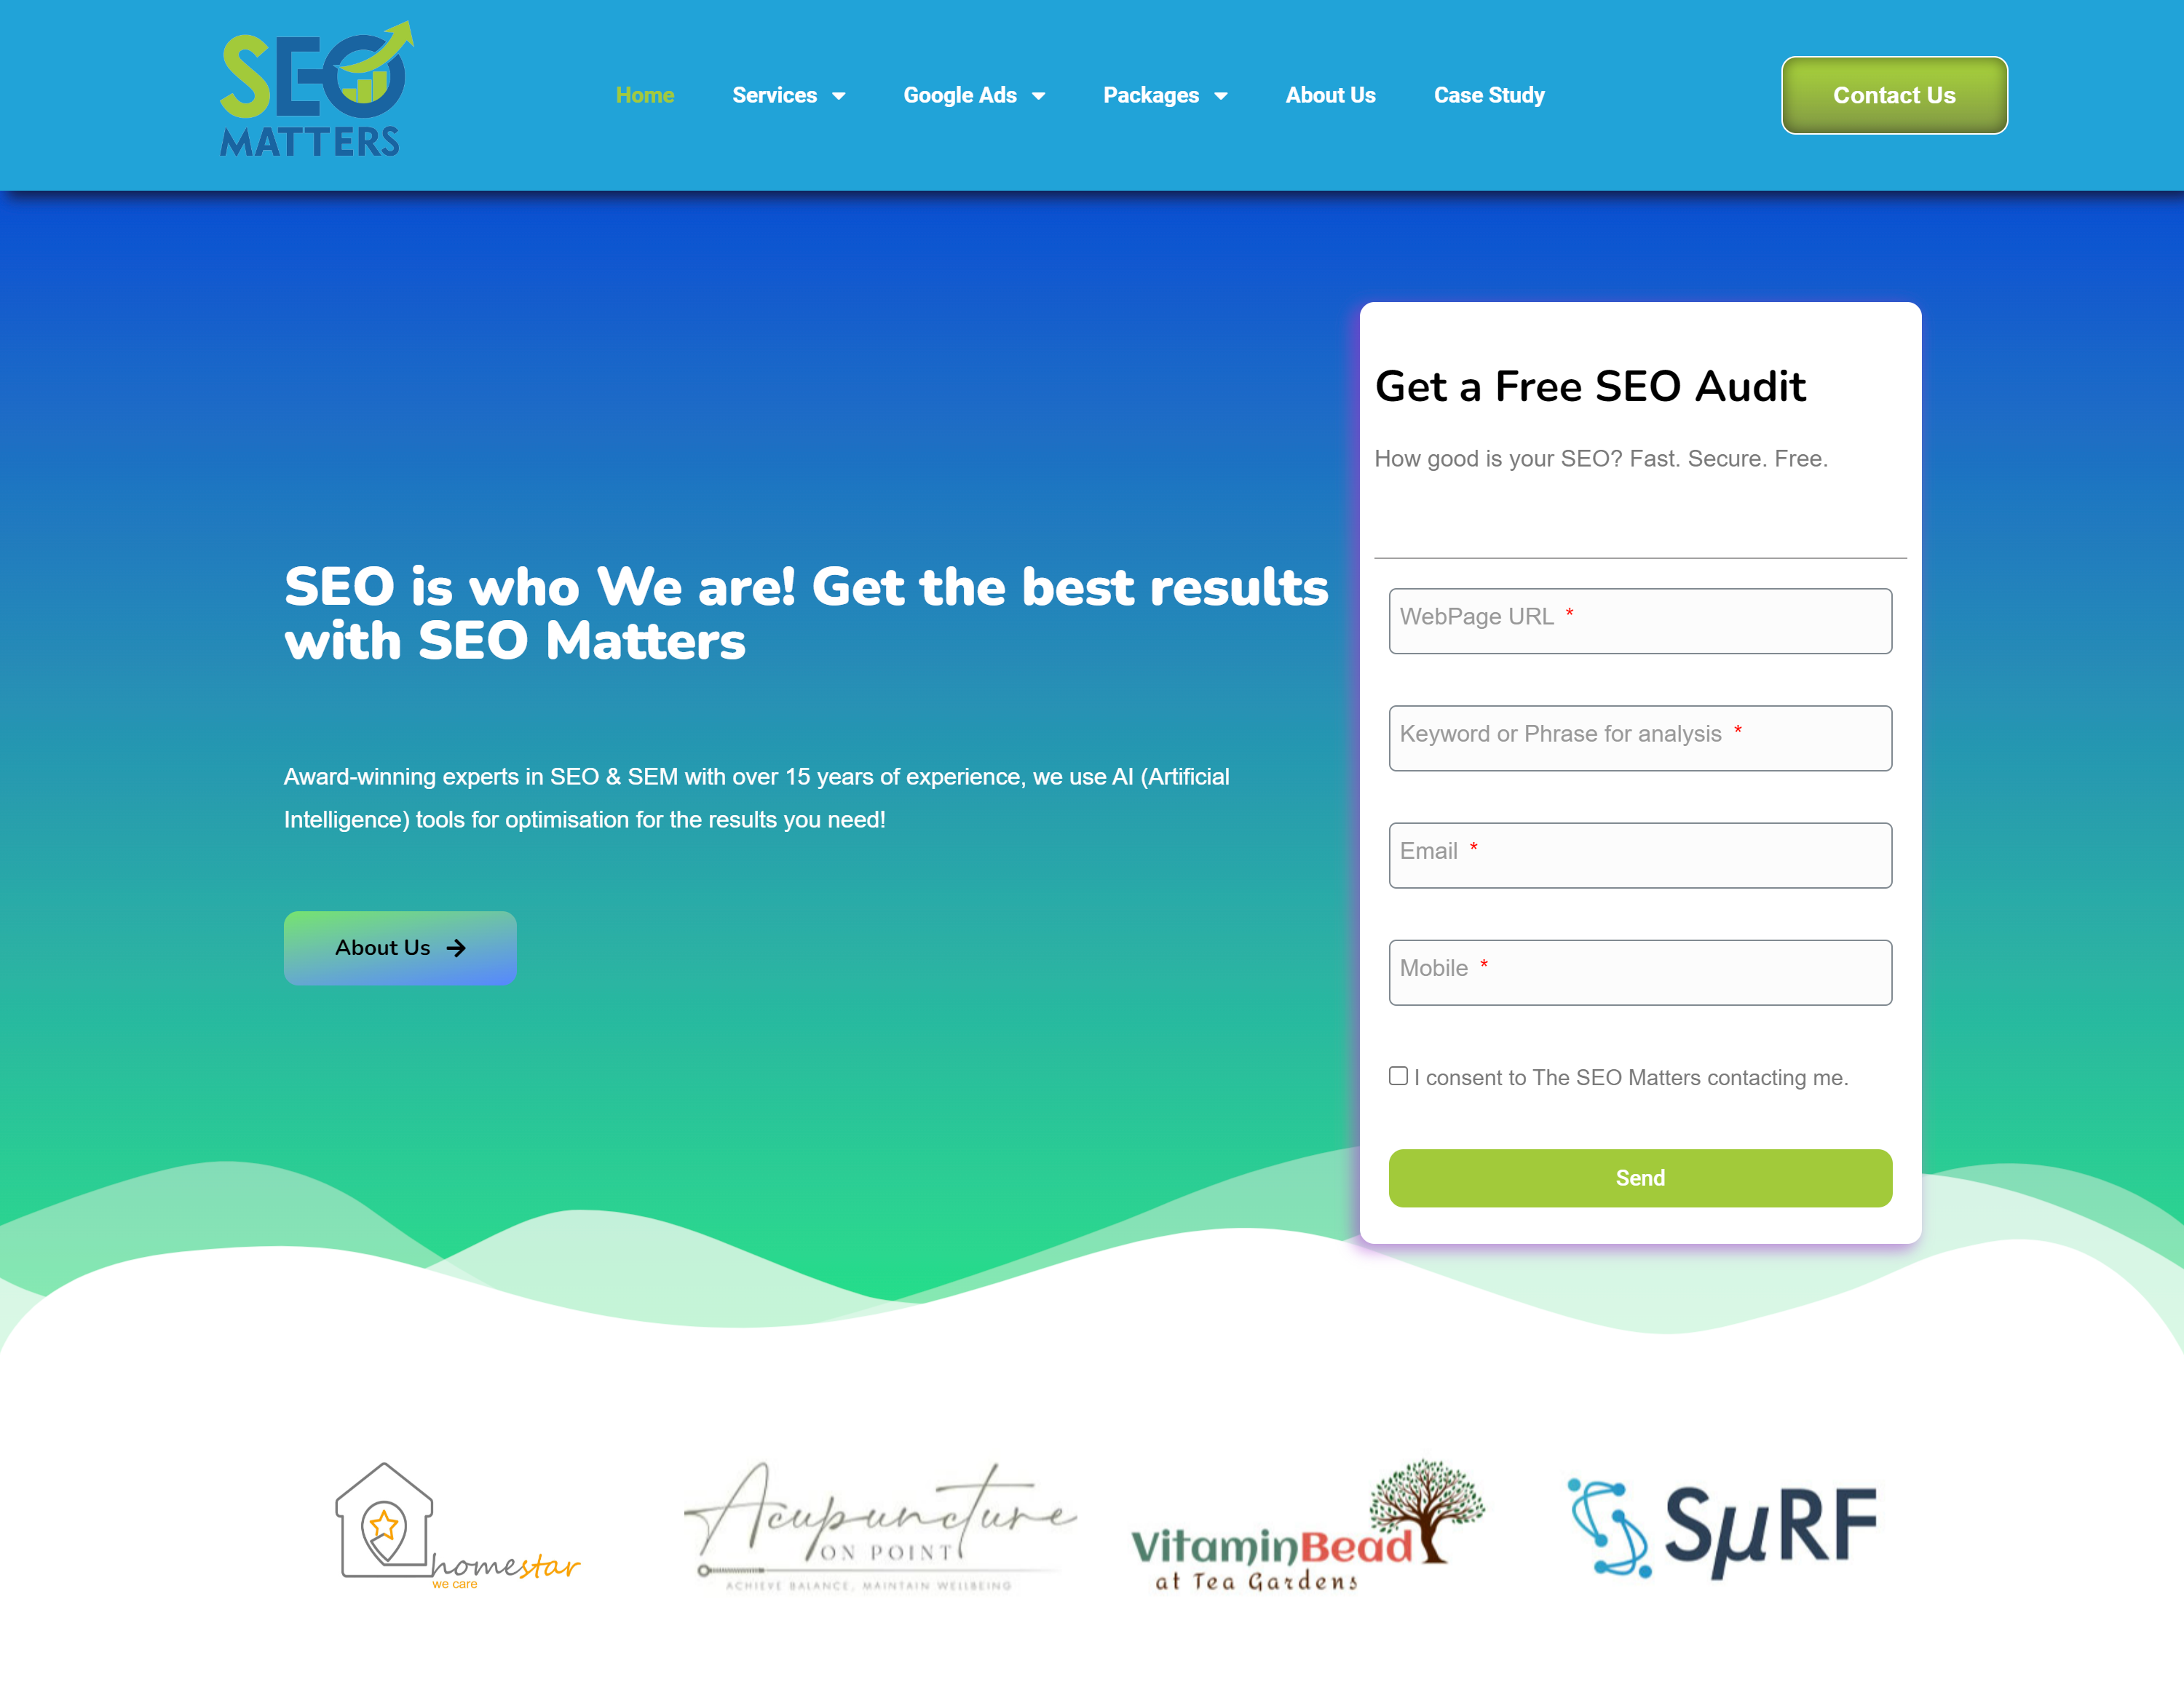 SEO
MATTERS
Home
Services
Google Ads
Packages
About Us
Case Study
Contact Us
SEO is who We are! Get the best results
with SEO Matters
Award-winning experts in SEO & SEM with over 15 years of experience, we use AI (Artificial
Intelligence) tools for optimisation for the results you need!
About Us
Get a Free SEO Audit
How good is your SEO? Fast. Secure. Free.
WebPage URL *
Keyword or Phrase for analysis *
Email *
Mobile *
I consent to The SEO Matters contacting me.
Send
homestar
we care
Acupuncture
ON POINT
ACHIEVE BALANCE, MAINTAIN WELLBEING
VitaminBead
at Tea Gardens
SμRF